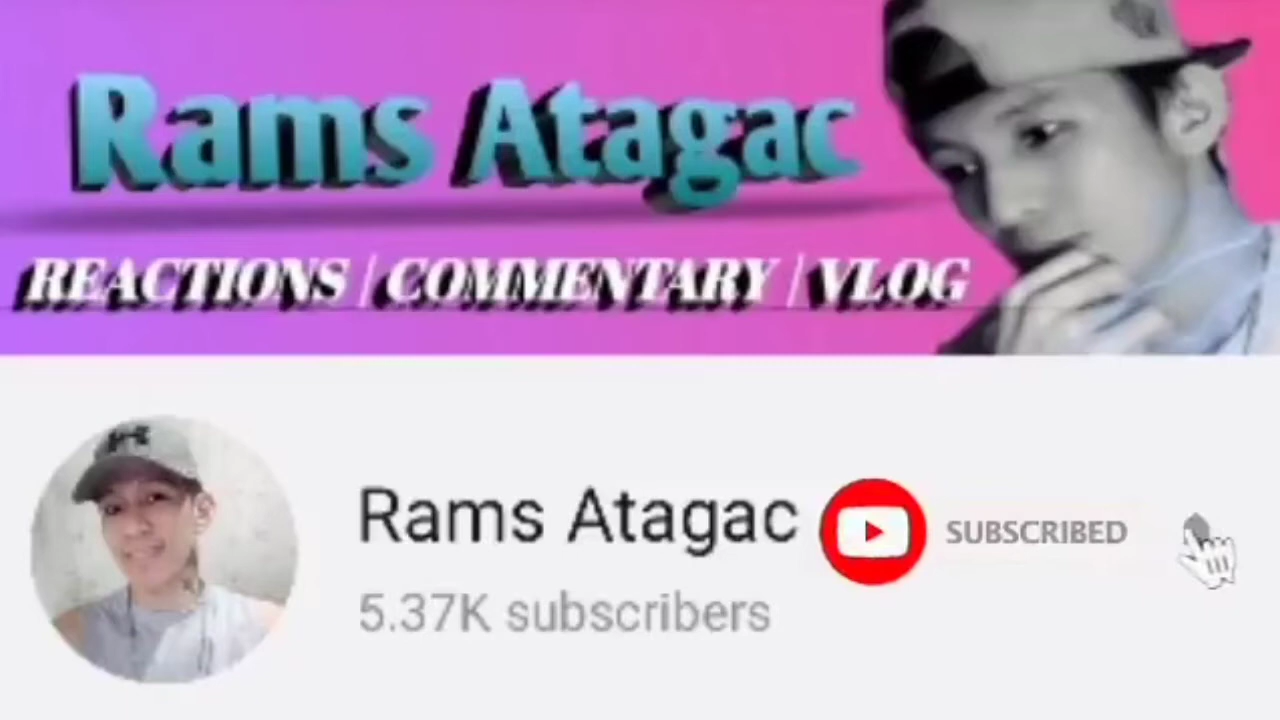 Rams Atagac
REACTIONS | COMMENTARY | VLOG
Rams Atagac
SUBSCRIBED
5.37K subscribers